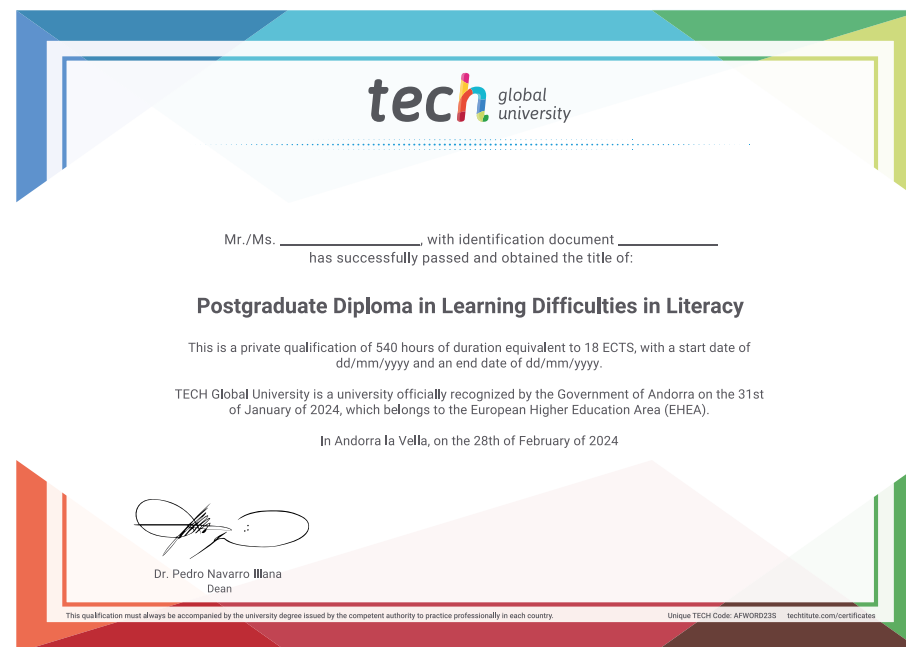 tech global university
Mr./Ms. ____________, with identification document ____________
has successfully passed and obtained the title of:
Postgraduate Diploma in Learning Difficulties in Literacy
This is a private qualification of 540 hours of duration equivalent to 18 ECTS, with a start date of
dd/mm/yyyy and an end date of dd/mm/yyyy.
TECH Global University is a university officially recognized by the Government of Andorra on the 31st
of January of 2024, which belongs to the European Higher Education Area (EHEA).
In Andorra la Vella, on the 28th of February of 2024
Dr. Pedro Navarro Illana
Dean
This qualification must always be accompanied by the university degree issued by the competent authority to practice professionally in each country.
Unique TECH Code: AFWORD23S techtitute.com/certificates